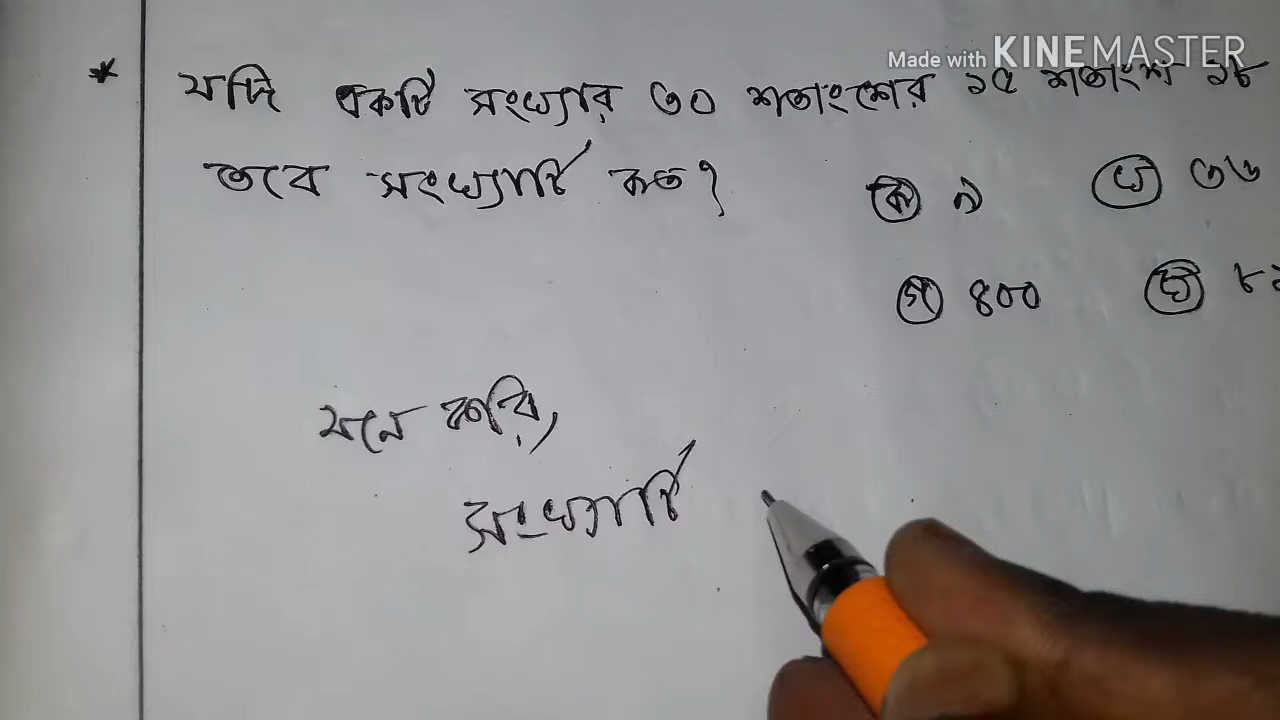 Made with KINEMASTER
* যদি একটি সংখ্যার ৩০ শতাংশের ১৫ শতাংশ ১৮
তবে সংখ্যাটি কত?
ক ৯ খ ৩৬
গ ৪০০ ঘ
মনে করি,
সংখ্যাটি